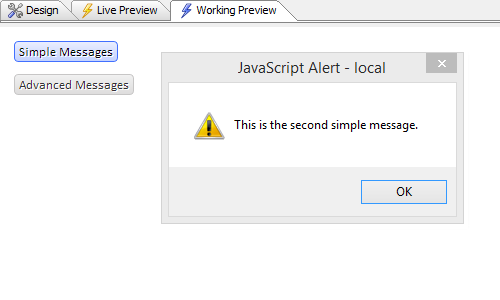 Design
Live Preview
Working Preview
Simple Messages
Advanced Messages
JavaScript Alert - local
This is the second simple message.
OK